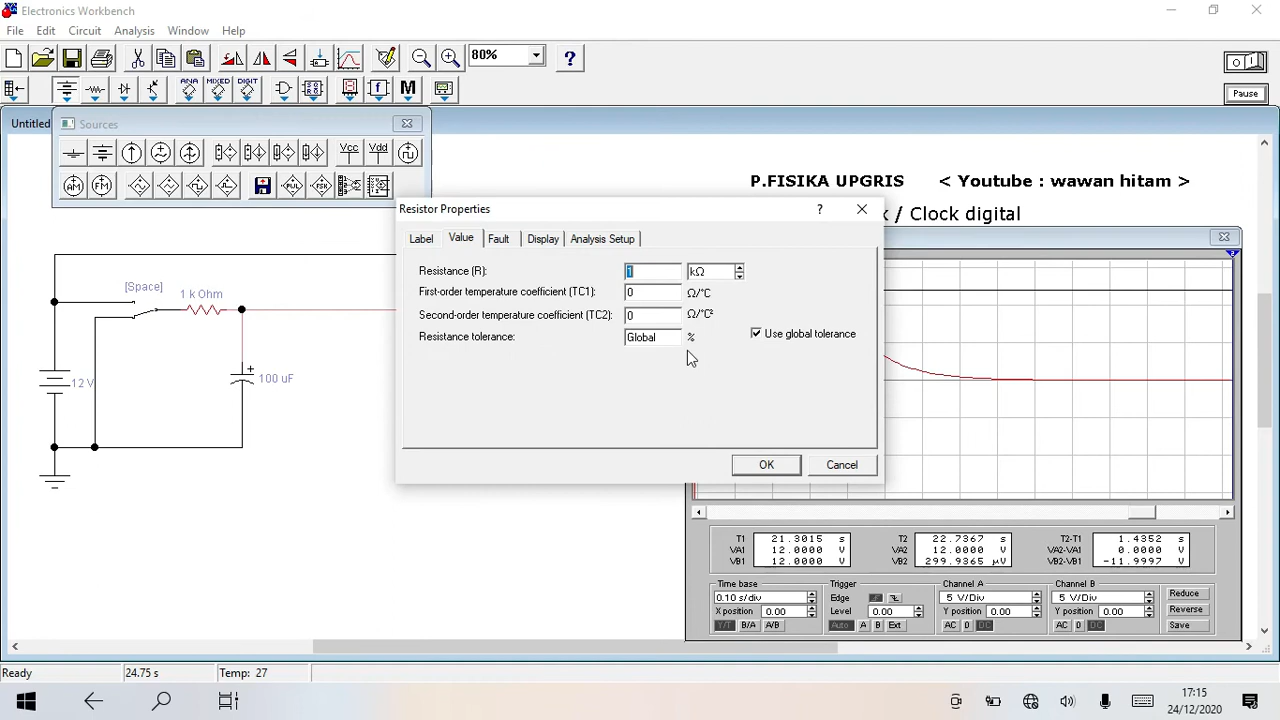 Electronics Workbench
File Edit Circuit Analysis Window Help
80%
?
ANA MIXED DIGIT
f M
Pause
Untitled
Sources
Vcc Vdd
AM FM
P.FISIKA UPGRIS < Youtube : wawan hitam >
/ Clock digital
Resistor Properties ?
Label Value Fault Display Analysis Setup
Resistance (R): 1 kΩ
First-order temperature coefficient (TC1): 0 Ω/°C
Second-order temperature coefficient (TC2): 0 Ω/°C²
Resistance tolerance: Global % Use global tolerance
OK Cancel
[Space]
1 k Ohm
+
12 V
100 uF
T1 21.3015 s T2 22.7367 s T2-T1 1.4352 s
VA1 12.0000 V VA2 12.0000 V VA2-VA1 0.0000 V
VB1 12.0000 V VB2 299.9365 µV VB2-VB1 -11.9997 V
Time base Trigger Channel A Channel B Reduce
0.10 s/div Edge 5 V/Div 5 V/Div
X position 0.00 Level 0.00 Y position 0.00 Y position 0.00 Reverse
Y/T B/A A/B Auto A B Ext AC 0 DC AC 0 DC Save
Ready 24.75 s Temp: 27
17:15
24/12/2020